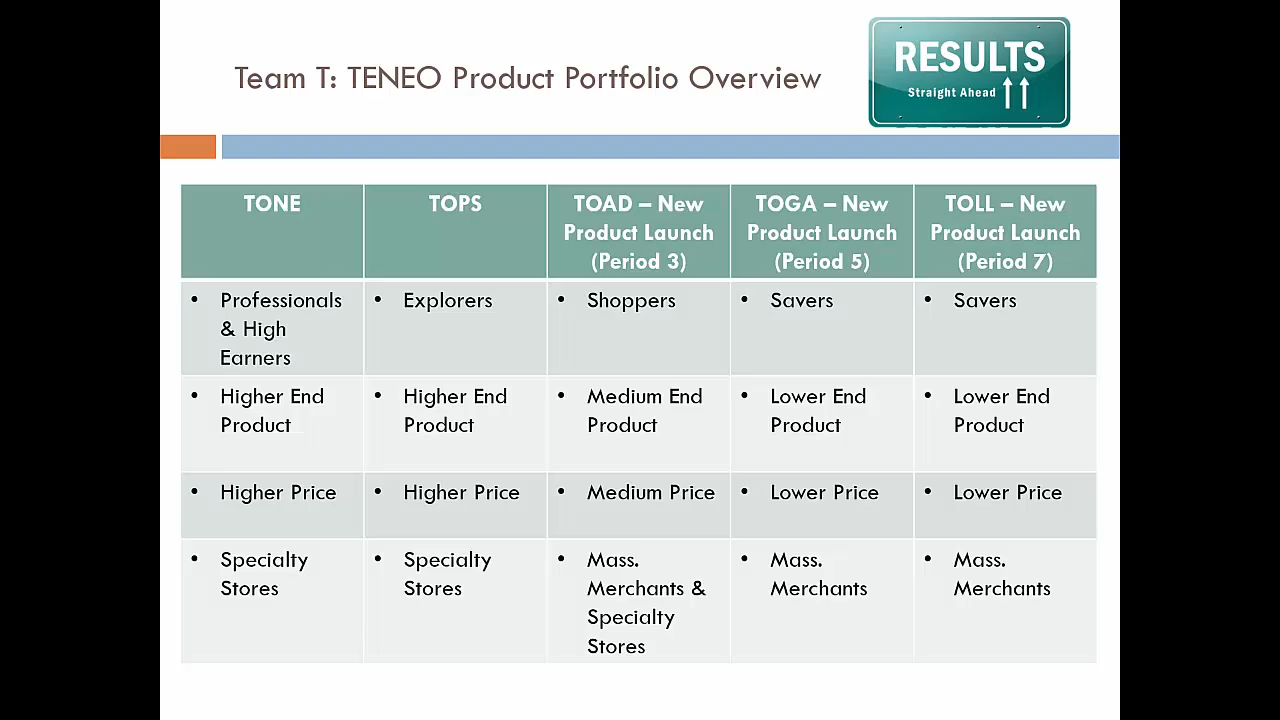 Team T: TENEO Product Portfolio Overview
RESULTS
Straight Ahead
TONE
TOPS
TOAD – New
Product Launch
(Period 3)
TOGA – New
Product Launch
(Period 5)
TOLL – New
Product Launch
(Period 7)
• Professionals
& High
Earners
• Explorers
• Shoppers
• Savers
• Savers
• Higher End
Product
• Higher End
Product
• Medium End
Product
• Lower End
Product
• Lower End
Product
• Higher Price
• Higher Price
• Medium Price
• Lower Price
• Lower Price
• Specialty
Stores
• Specialty
Stores
• Mass.
Merchants &
Specialty
Stores
• Mass.
Merchants
• Mass.
Merchants